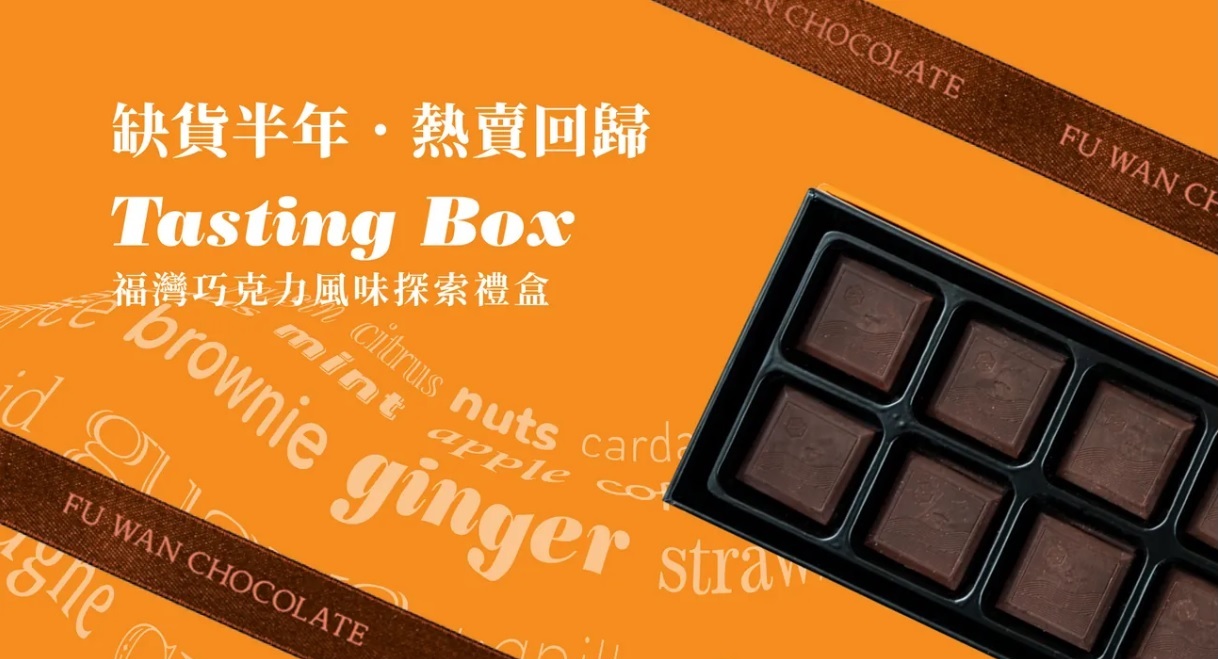 缺貨半年・熱賣回歸
Tasting Box
福灣巧克力風味探索禮盒
FU WAN CHOCOLATE
FU WAN CH
brownie
mint
citrus
nuts
apple
carda
ginger
straw
FU WAN CHOCOLATE